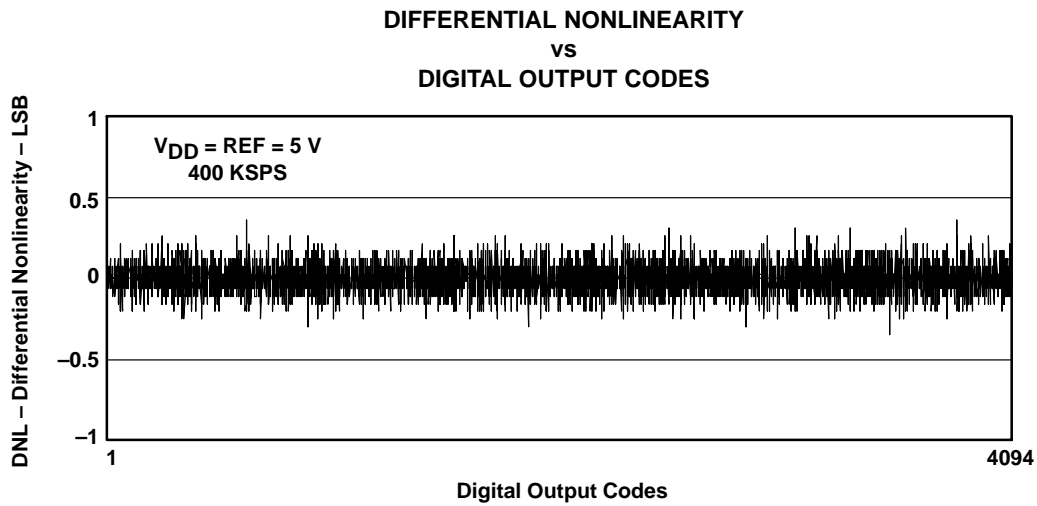 DIFFERENTIAL NONLINEARITY
vs
DIGITAL OUTPUT CODES
DNL – Differential Nonlinearity – LSB
1
VDD = REF = 5 V
400 KSPS
0.5
0
–0.5
–1
1
4094
Digital Output Codes